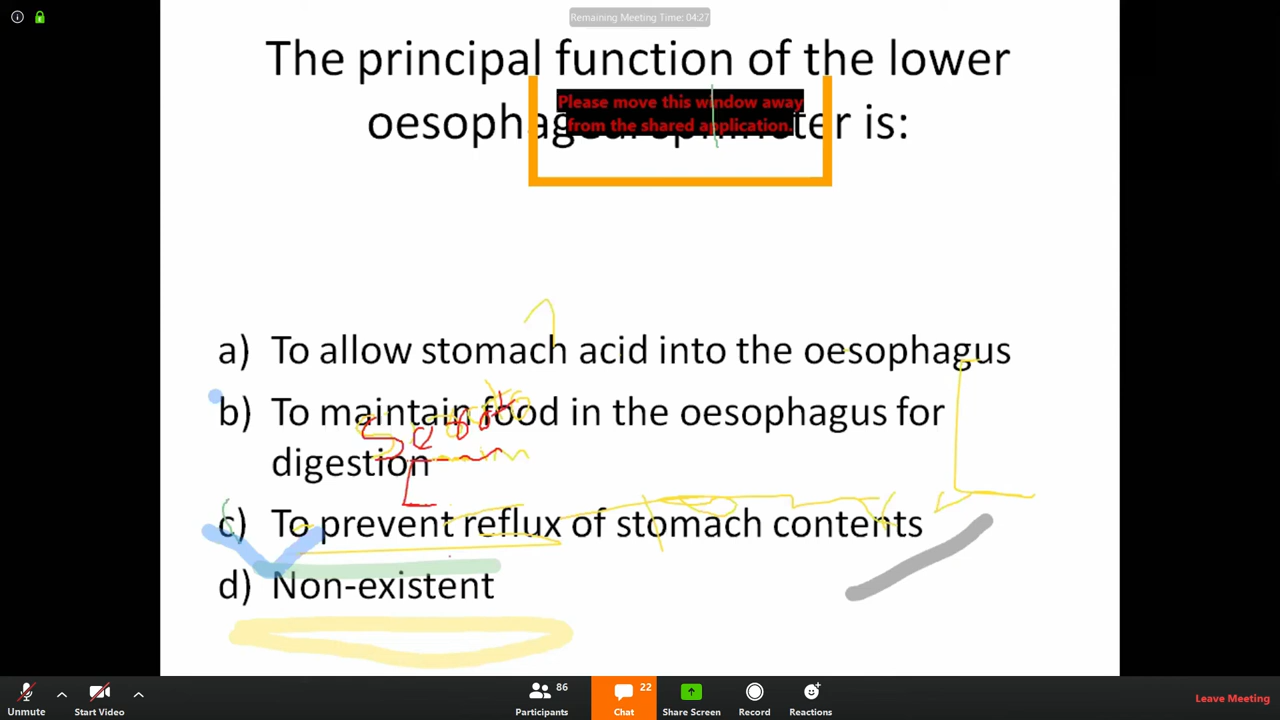 Remaining Meeting Time: 04:27
The principal function of the lower
Please move this window away
from the shared application.
is:
a) To allow stomach acid into the oesophagus
b) To maintain food in the oesophagus for
digestion
c) To prevent reflux of stomach contents
d) Non-existent
Unmute
Start Video
86
Participants
22
Chat
Share Screen
Record
Reactions
Leave Meeting